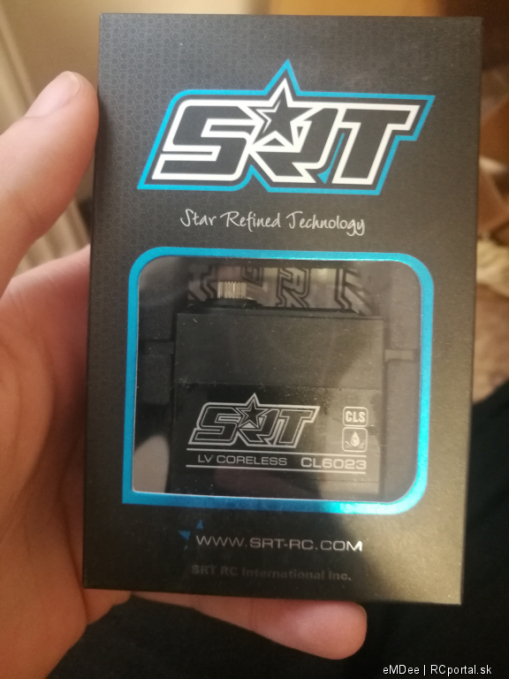 SRT
Star Refined Technology
SRT
CLS
LV CORELESS CL6023
WWW.SRT-RC.COM
SRT RC International Inc.
eMDee | RCportal.sk